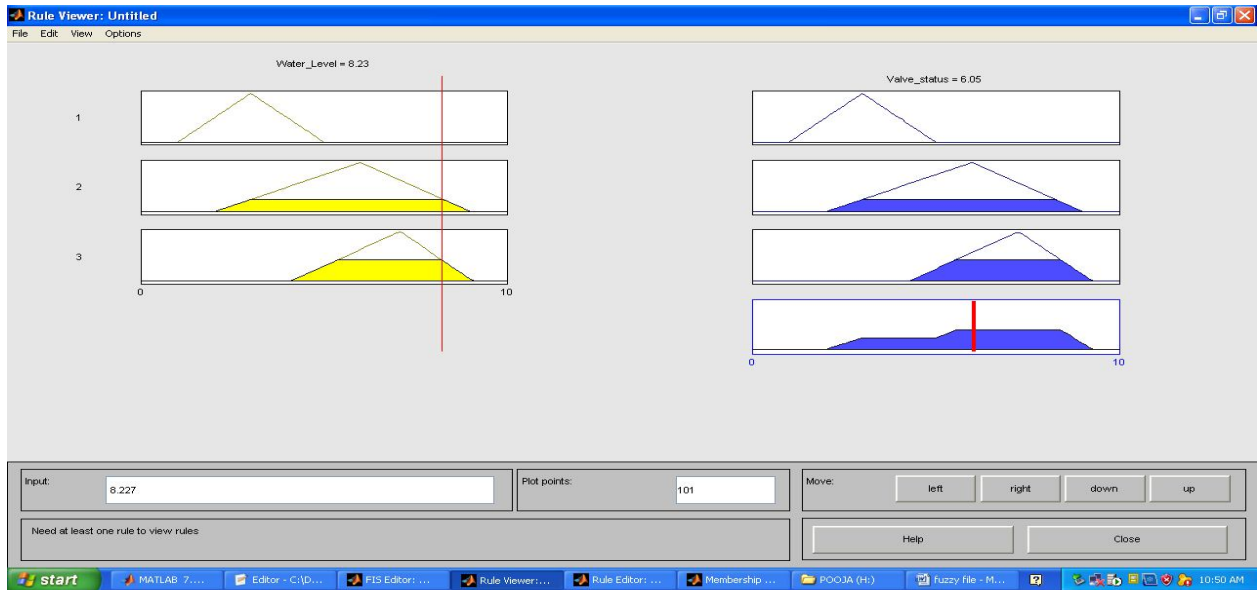 Rule Viewer: Untitled
File Edit View Options
Water_Level = 8.23
Valve_status = 6.05
1
2
3
0 10
0 10
Input: 8.227
Plot points: 101
Move: left right down up
Need at least one rule to view rules
Help Close
start MATLAB 7.... Editor - C:\D... FIS Editor: ... Rule Viewer:... Rule Editor: ... Membership ... POOJA (H:) fuzzy file - M... ? 10:50 AM